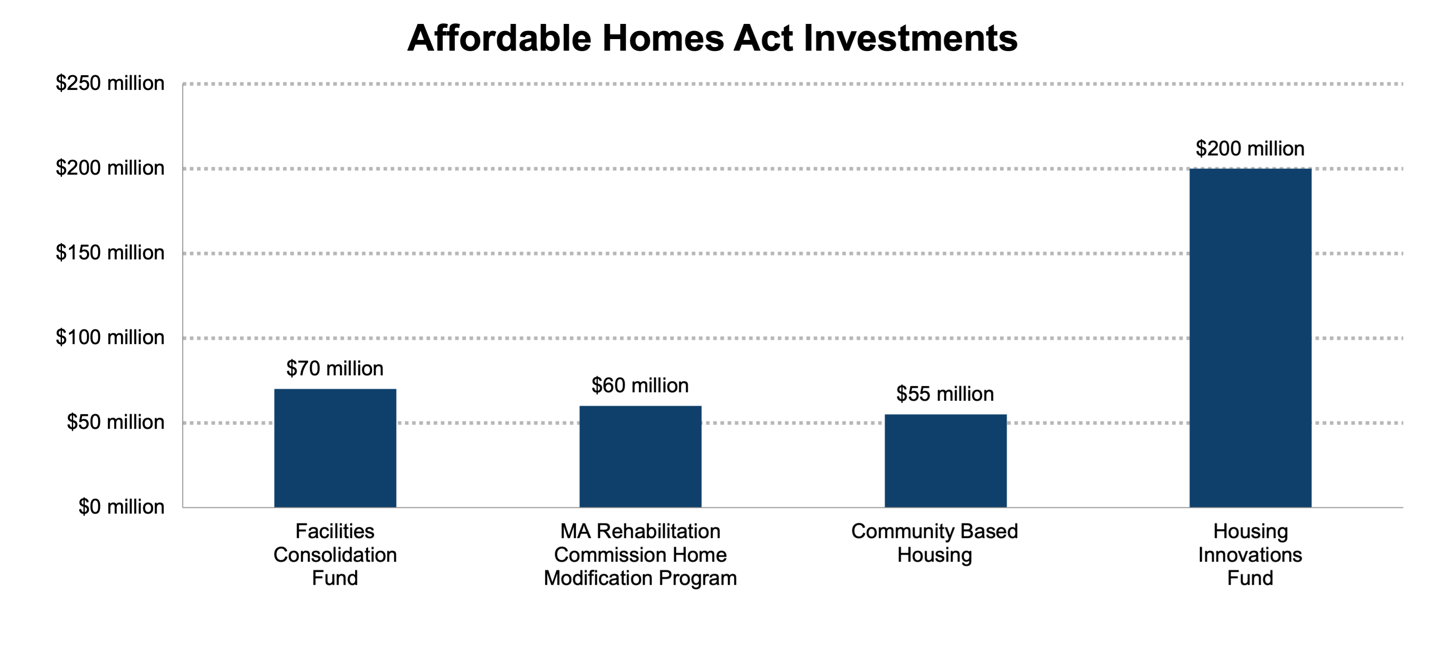 Affordable Homes Act Investments
$250 million
$200 million
$150 million
$100 million
$50 million
$0 million
$70 million
$60 million
$55 million
$200 million
Facilities
Consolidation
Fund
MA Rehabilitation
Commission Home
Modification Program
Community Based
Housing
Housing
Innovations
Fund